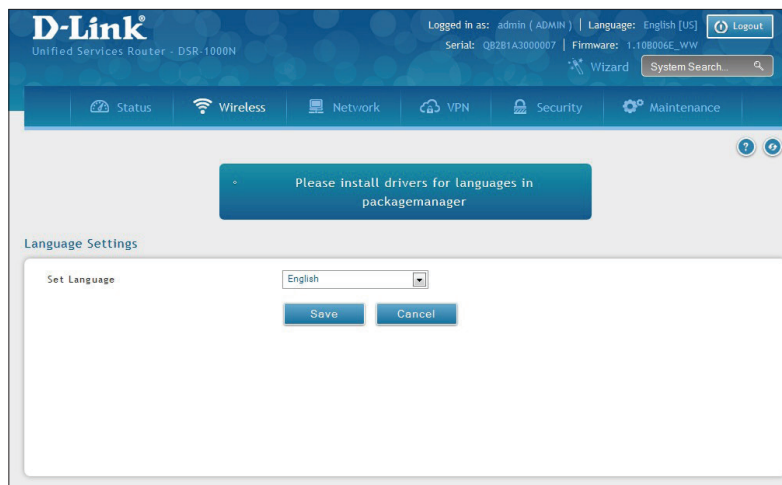 D-Link®
Unified Services Router - DSR-1000N
Logged in as: admin ( ADMIN ) | Language: English [US]
Logout
Serial: QB2B1A3000007 | Firmware: 1.10B006E_WW
Wizard
System Search...
Status
Wireless
Network
VPN
Security
Maintenance
Please install drivers for languages in
packagemanager
Language Settings
Set Language
English
Save
Cancel